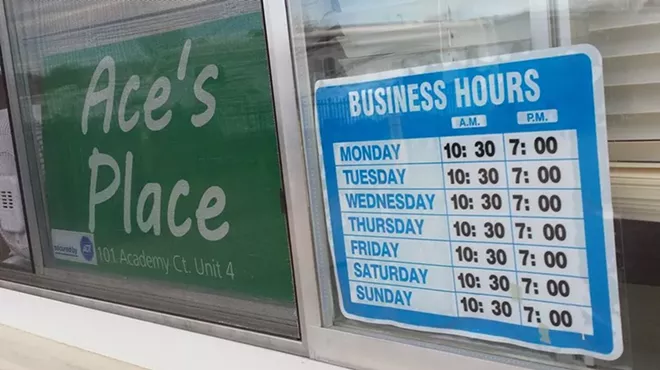 Ace's
Place
101 Academy Ct. Unit 4
ADT
BUSINESS HOURS
A.M. P.M.
MONDAY 10: 30 7: 00
TUESDAY 10: 30 7: 00
WEDNESDAY 10: 30 7: 00
THURSDAY 10: 30 7: 00
FRIDAY 10: 30 7: 00
SATURDAY 10: 30 7: 00
SUNDAY 10: 30 7: 00